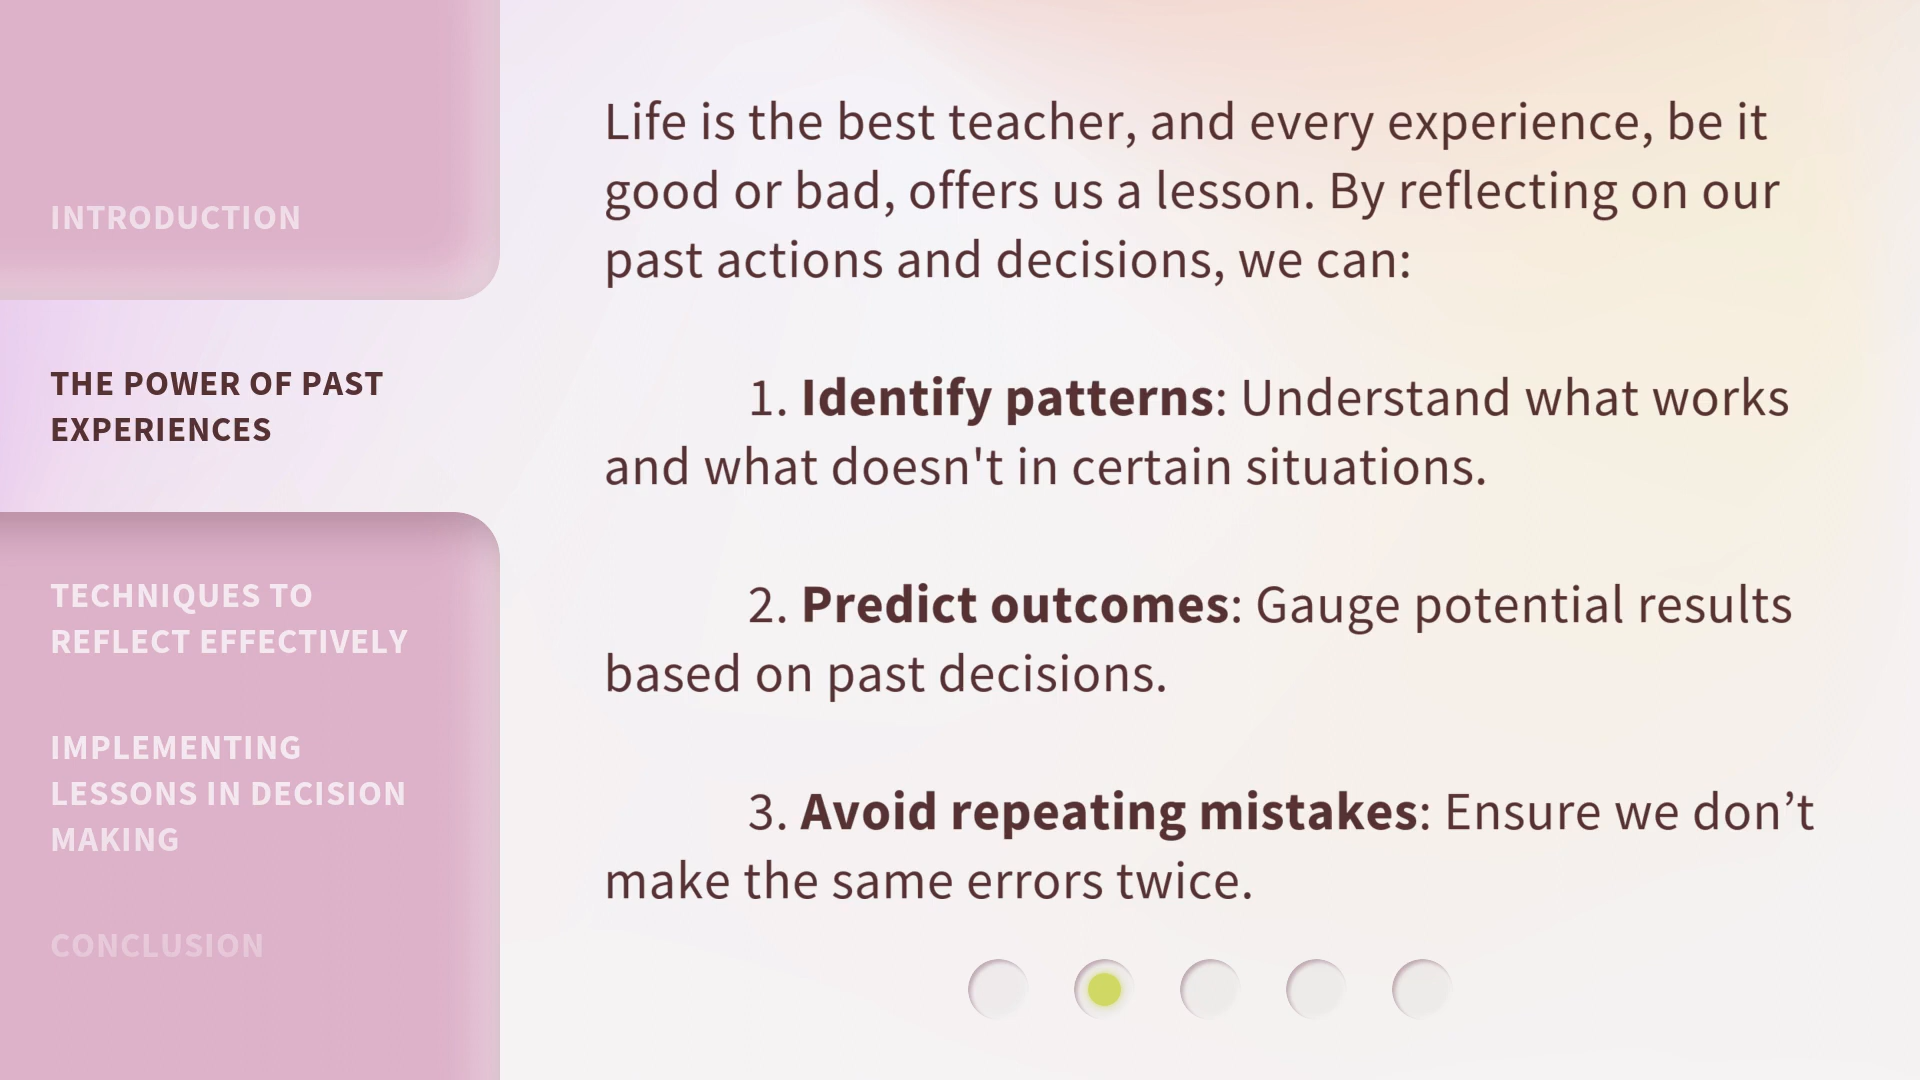 INTRODUCTION
THE POWER OF PAST
EXPERIENCES
TECHNIQUES TO
REFLECT EFFECTIVELY
IMPLEMENTING
LESSONS IN DECISION
MAKING
CONCLUSION
Life is the best teacher, and every experience, be it
good or bad, offers us a lesson. By reflecting on our
past actions and decisions, we can:
1. Identify patterns: Understand what works
and what doesn't in certain situations.
2. Predict outcomes: Gauge potential results
based on past decisions.
3. Avoid repeating mistakes: Ensure we don’t
make the same errors twice.